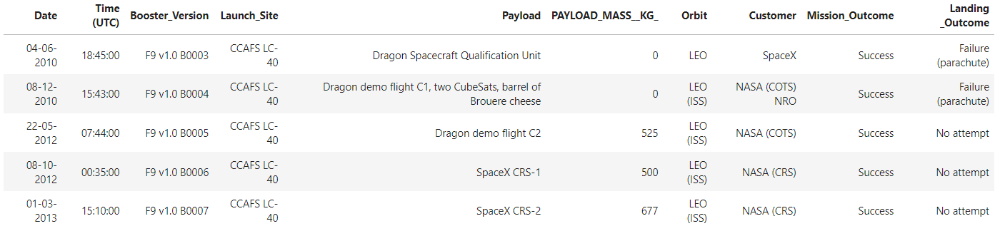 Date Time (UTC) Booster_Version Launch_Site Payload PAYLOAD_MASS__KG_ Orbit Customer Mission_Outcome Landing _Outcome
04-06-2010 18:45:00 F9 v1.0 B0003 CCAFS LC-40 Dragon Spacecraft Qualification Unit 0 LEO SpaceX Success Failure (parachute)
08-12-2010 15:43:00 F9 v1.0 B0004 CCAFS LC-40 Dragon demo flight C1, two CubeSats, barrel of Brouere cheese 0 LEO (ISS) NASA (COTS) NRO Success Failure (parachute)
22-05-2012 07:44:00 F9 v1.0 B0005 CCAFS LC-40 Dragon demo flight C2 525 LEO (ISS) NASA (COTS) Success No attempt
08-10-2012 00:35:00 F9 v1.0 B0006 CCAFS LC-40 SpaceX CRS-1 500 LEO (ISS) NASA (CRS) Success No attempt
01-03-2013 15:10:00 F9 v1.0 B0007 CCAFS LC-40 SpaceX CRS-2 677 LEO (ISS) NASA (CRS) Success No attempt